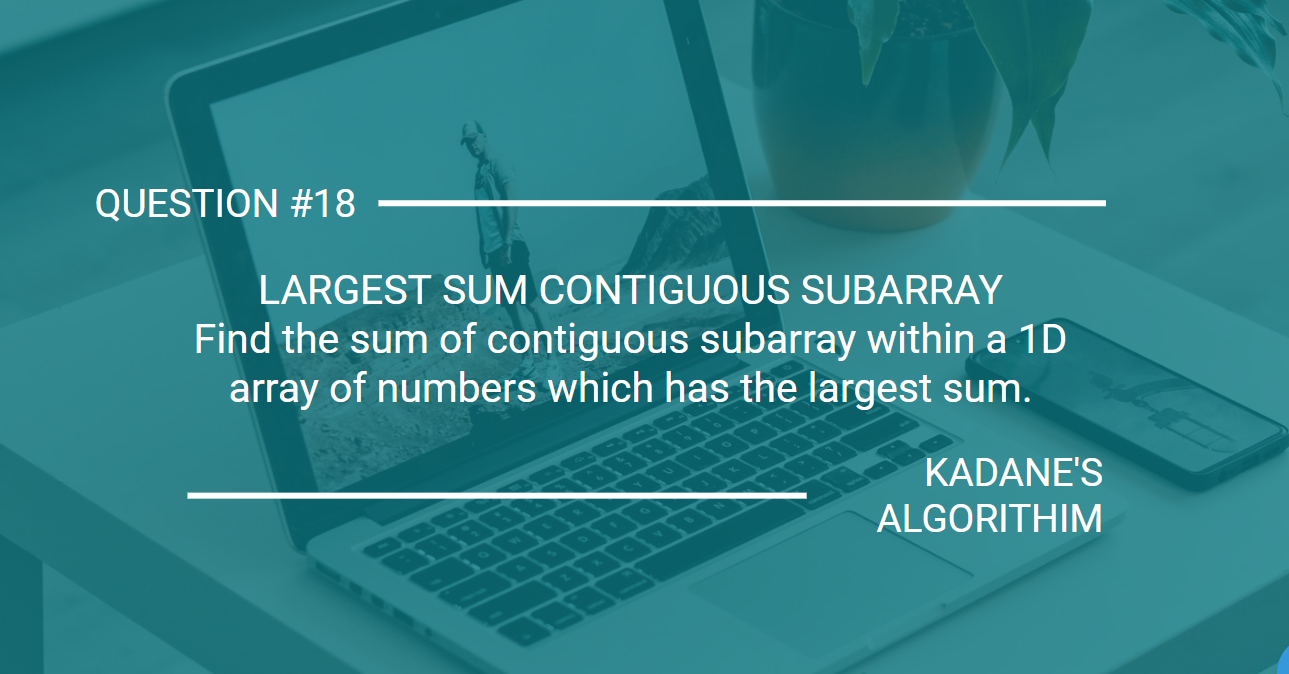 QUESTION #18
LARGEST SUM CONTIGUOUS SUBARRAY
Find the sum of contiguous subarray within a 1D
array of numbers which has the largest sum.
KADANE'S
ALGORITHIM